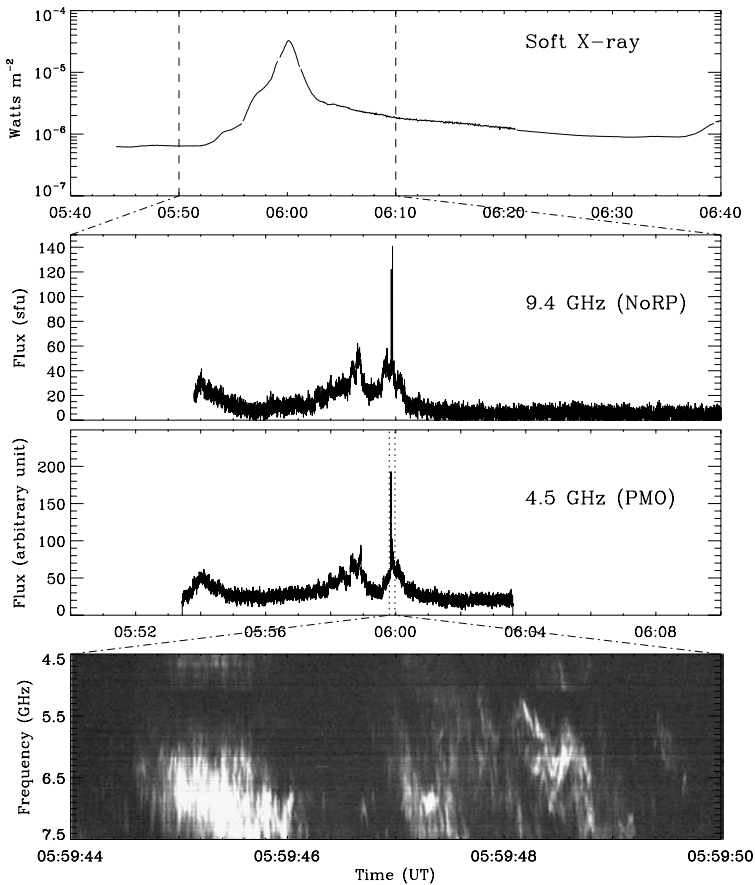 10⁻⁴
Soft X-ray
10⁻⁵
Watts m⁻²
10⁻⁶
10⁻⁷
05:40 05:50 06:00 06:10 06:20 06:30 06:40
140
120
100
9.4 GHz (NoRP)
80
Flux (sfu)
60
40
20
0
200
150
4.5 GHz (PMO)
Flux (arbitrary unit)
100
50
0
05:52 05:56 06:00 06:04 06:08
4.5
5.5
Frequency (GHz)
6.5
7.5
05:59:44 05:59:46 05:59:48 05:59:50
Time (UT)